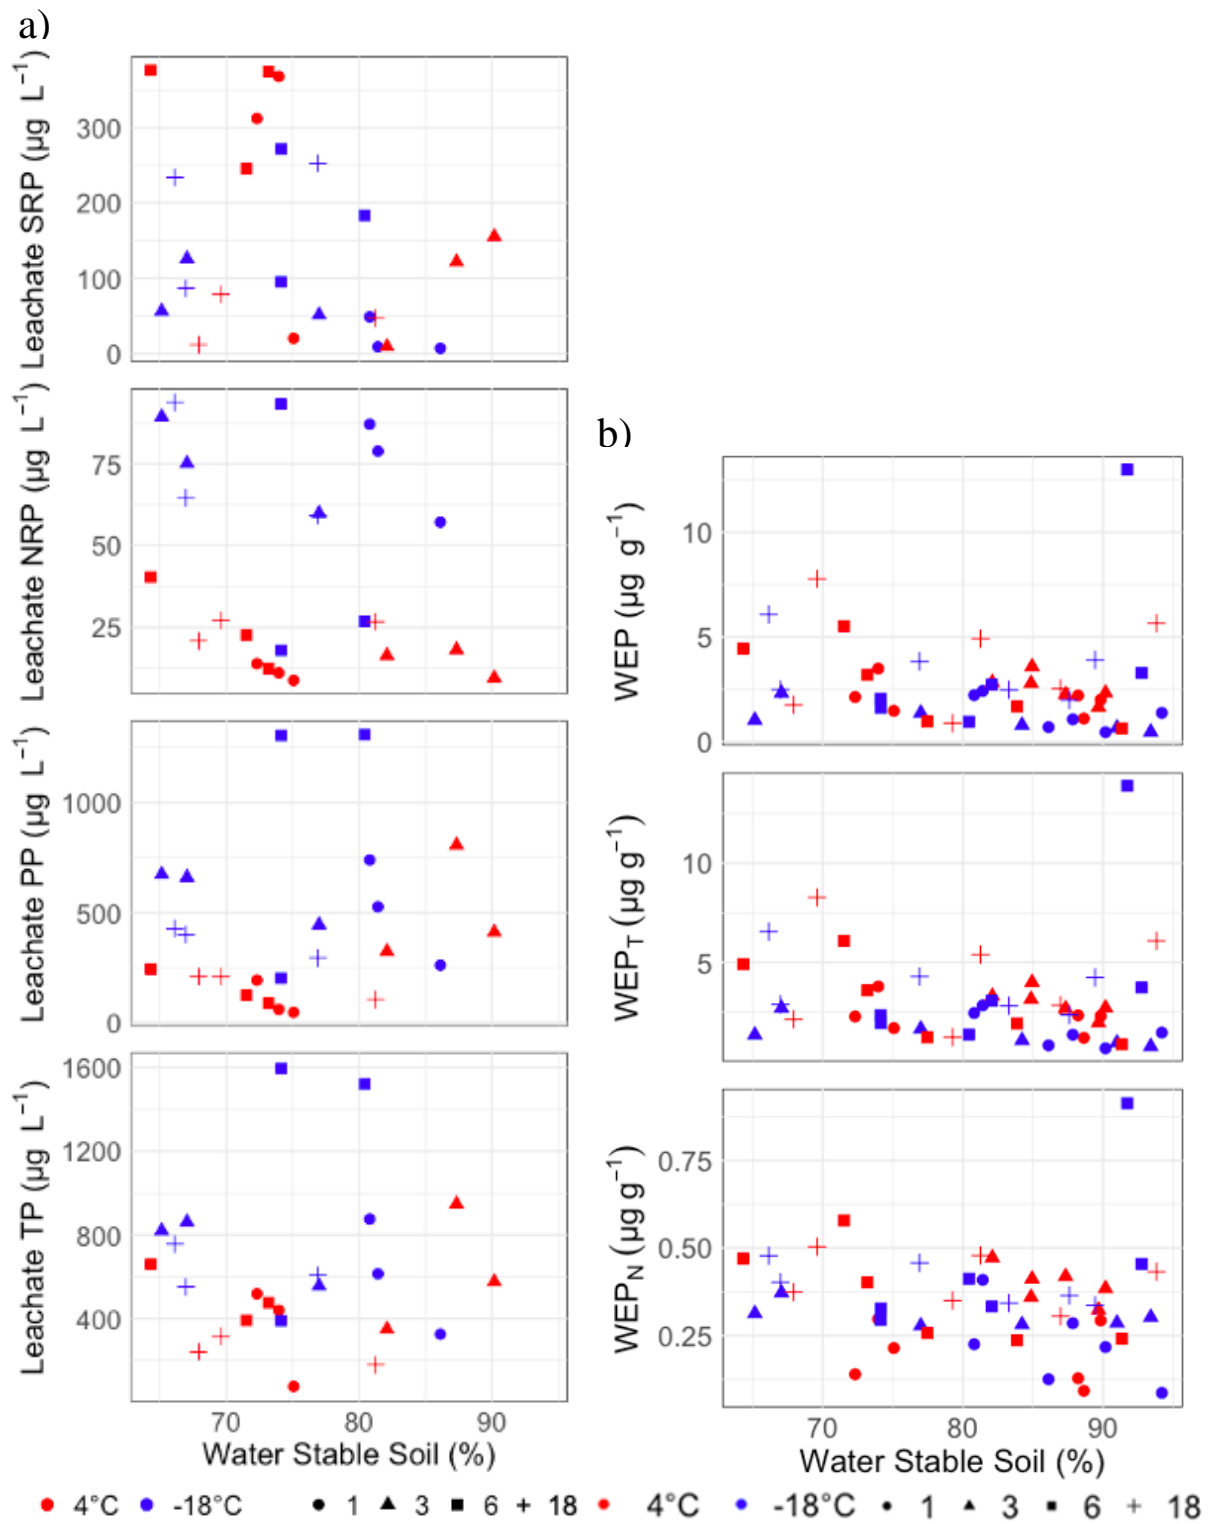 a)
Leachate SRP (µg L⁻¹)
300
200
100
0
Leachate NRP (µg L⁻¹)
75
50
25
Leachate PP (µg L⁻¹)
1000
500
0
Leachate TP (µg L⁻¹)
1600
1200
800
400
70 80 90
Water Stable Soil (%)
b)
WEP (µg g⁻¹)
10
5
0
WEP_T (µg g⁻¹)
10
5
WEP_N (µg g⁻¹)
0.75
0.50
0.25
70 80 90
Water Stable Soil (%)
4°C -18°C 1 3 6 18 4°C -18°C 1 3 6 18